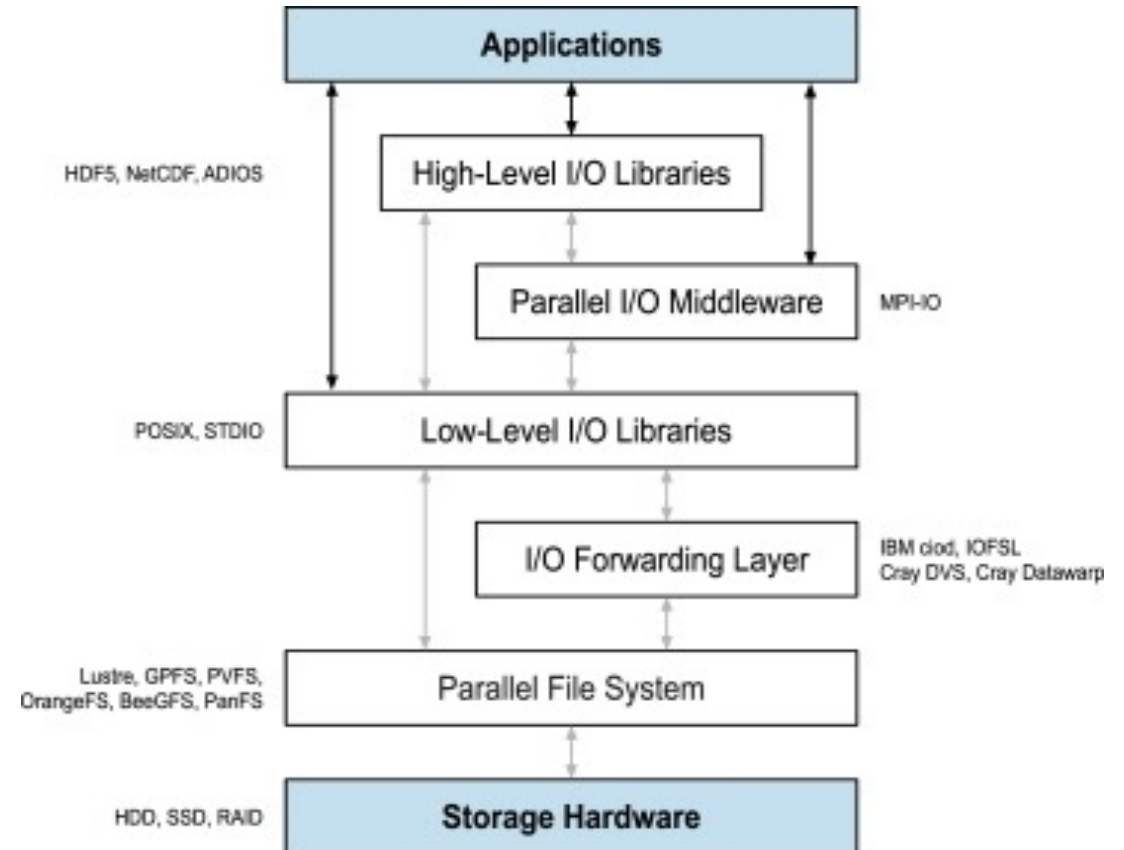 Applications
HDF5, NetCDF, ADIOS
High-Level I/O Libraries
Parallel I/O Middleware
MPI-IO
POSIX, STDIO
Low-Level I/O Libraries
I/O Forwarding Layer
IBM ciod, IOFSL
Cray DVS, Cray Datawarp
Lustre, GPFS, PVFS,
OrangeFS, BeeGFS, PanFS
Parallel File System
HDD, SSD, RAID
Storage Hardware